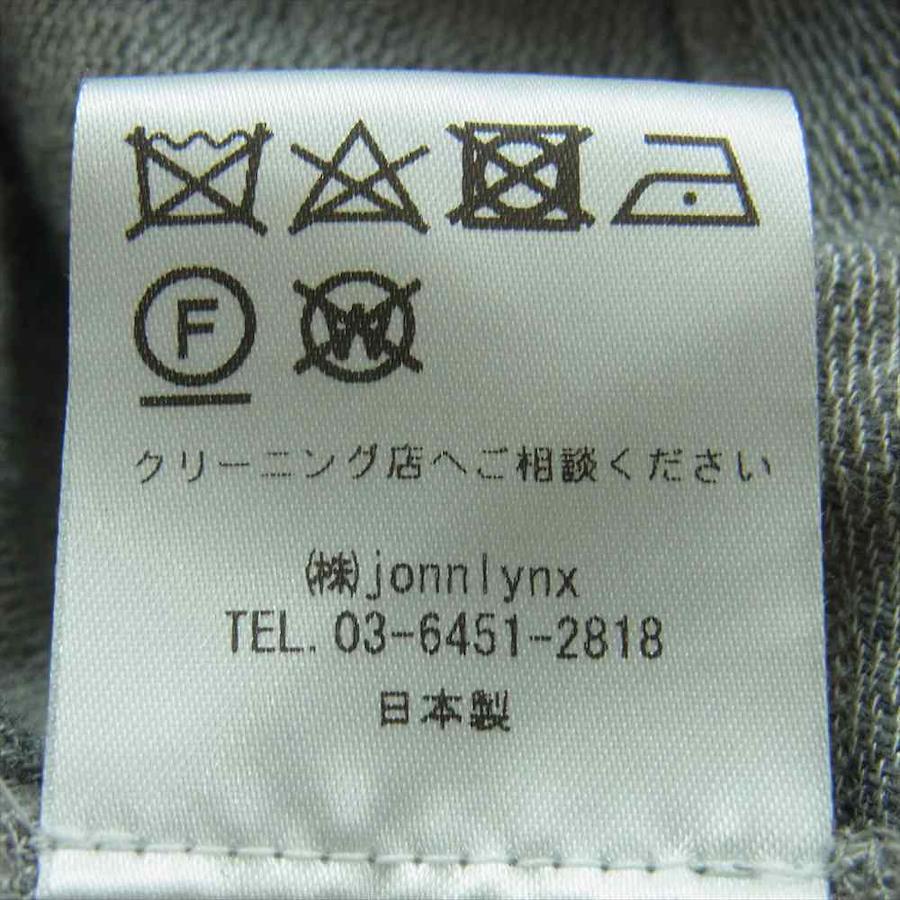 F W
クリーニング店へご相談ください
㈱jonnlynx
TEL. 03-6451-2818
日本製